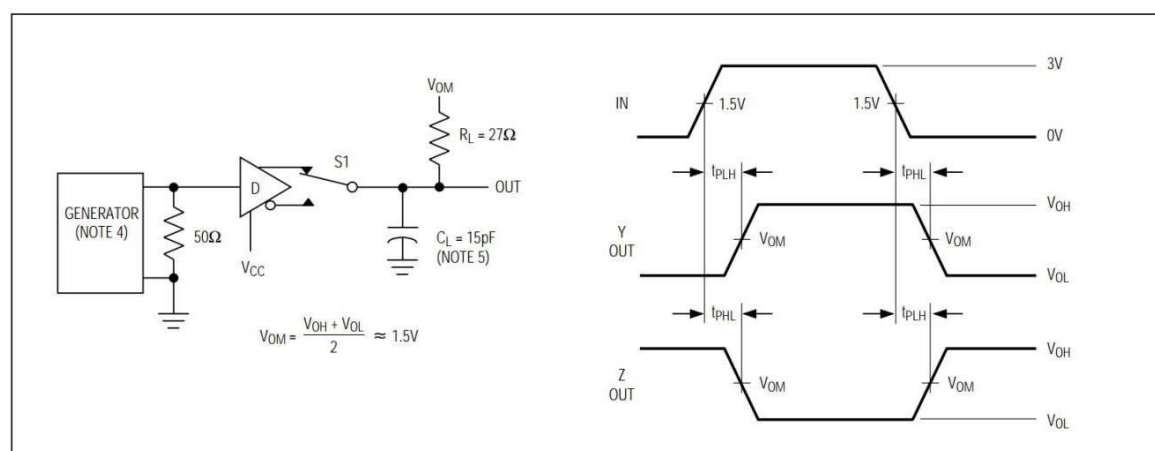 GENERATOR
(NOTE 4)
50Ω
D
VCC
S1
VOM
RL = 27Ω
OUT
CL = 15pF
(NOTE 5)
VOM = VOH + VOL / 2 ≈ 1.5V
IN
1.5V
1.5V
3V
0V
tPLH
tPHL
Y
OUT
VOM
VOM
VOH
VOL
tPHL
tPLH
Z
OUT
VOM
VOM
VOH
VOL